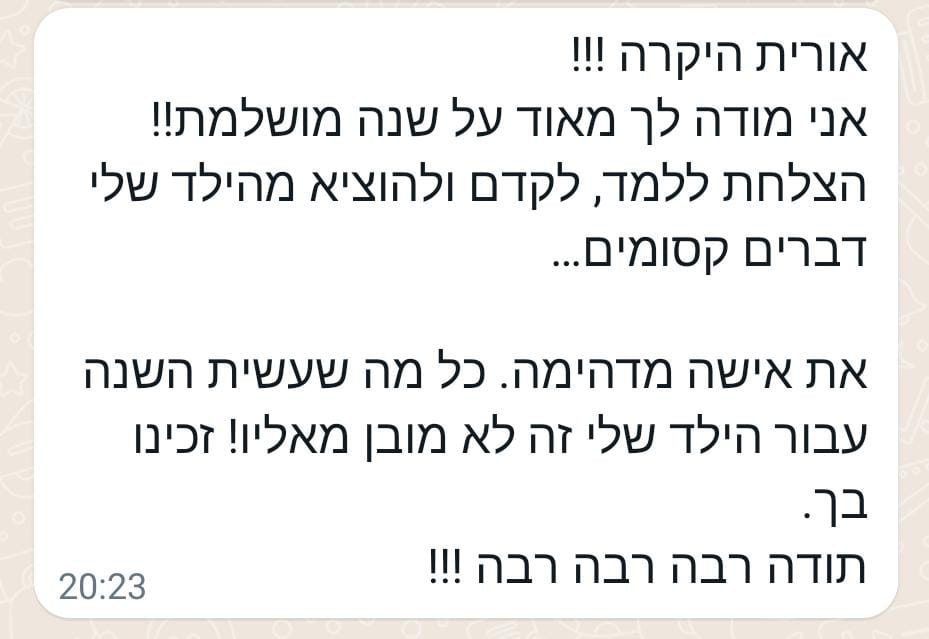 אורית היקרה !!!
אני מודה לך מאוד על שנה מושלמת!!
הצלחת ללמד, לקדם ולהוציא מהילד שלי
דברים קסומים...
את אישה מדהימה. כל מה שעשית השנה
עבור הילד שלי זה לא מובן מאליו! זכינו
בך.
תודה רבה רבה רבה !!!
20:23